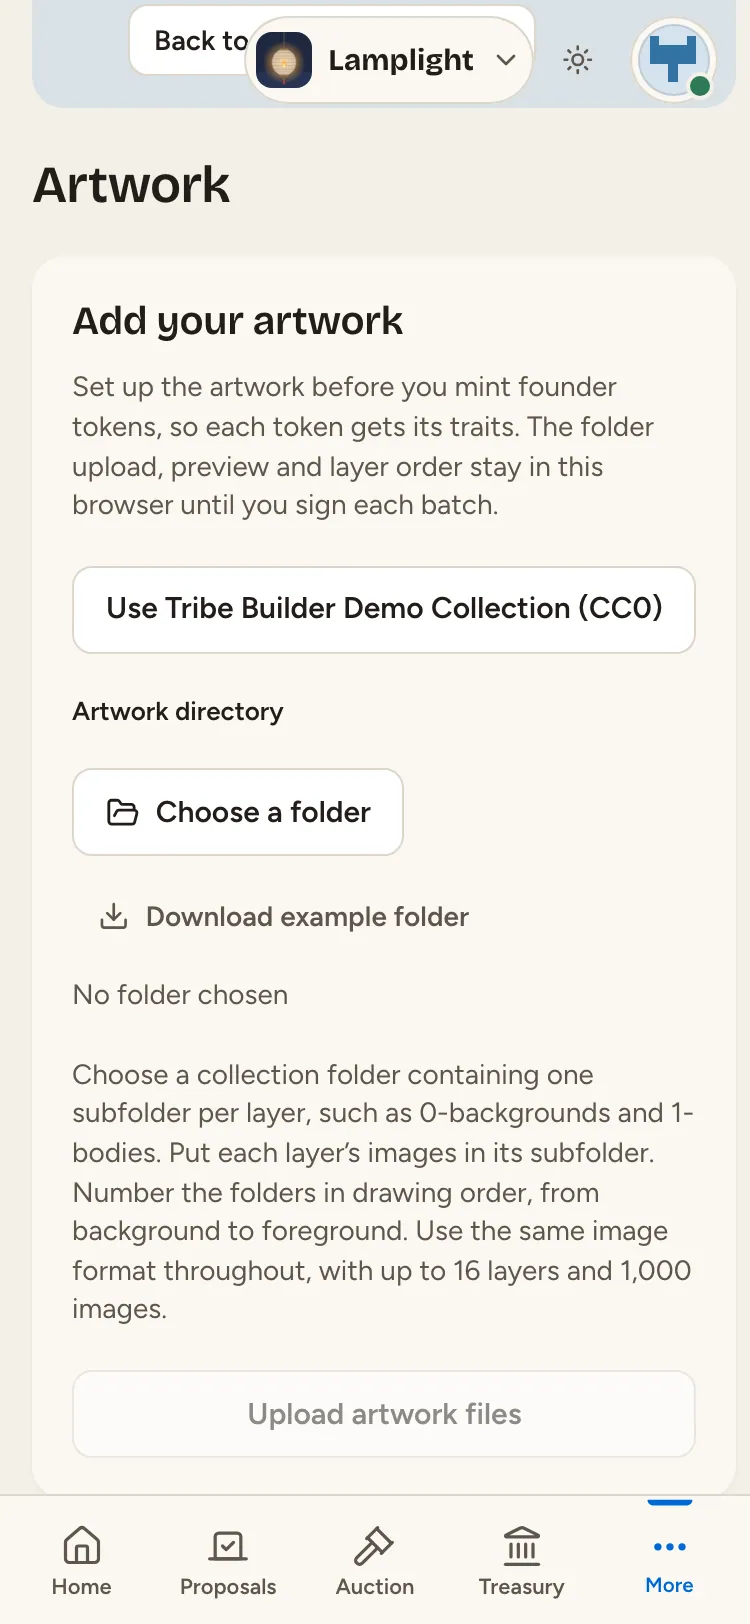 Back to
Lamplight
Artwork
Add your artwork
Set up the artwork before you mint founder
tokens, so each token gets its traits. The folder
upload, preview and layer order stay in this
browser until you sign each batch.
Use Tribe Builder Demo Collection (CC0)
Artwork directory
Choose a folder
Download example folder
No folder chosen
Choose a collection folder containing one
subfolder per layer, such as 0-backgrounds and 1-
bodies. Put each layer’s images in its subfolder.
Number the folders in drawing order, from
background to foreground. Use the same image
format throughout, with up to 16 layers and 1,000
images.
Upload artwork files
Home
Proposals
Auction
Treasury
More